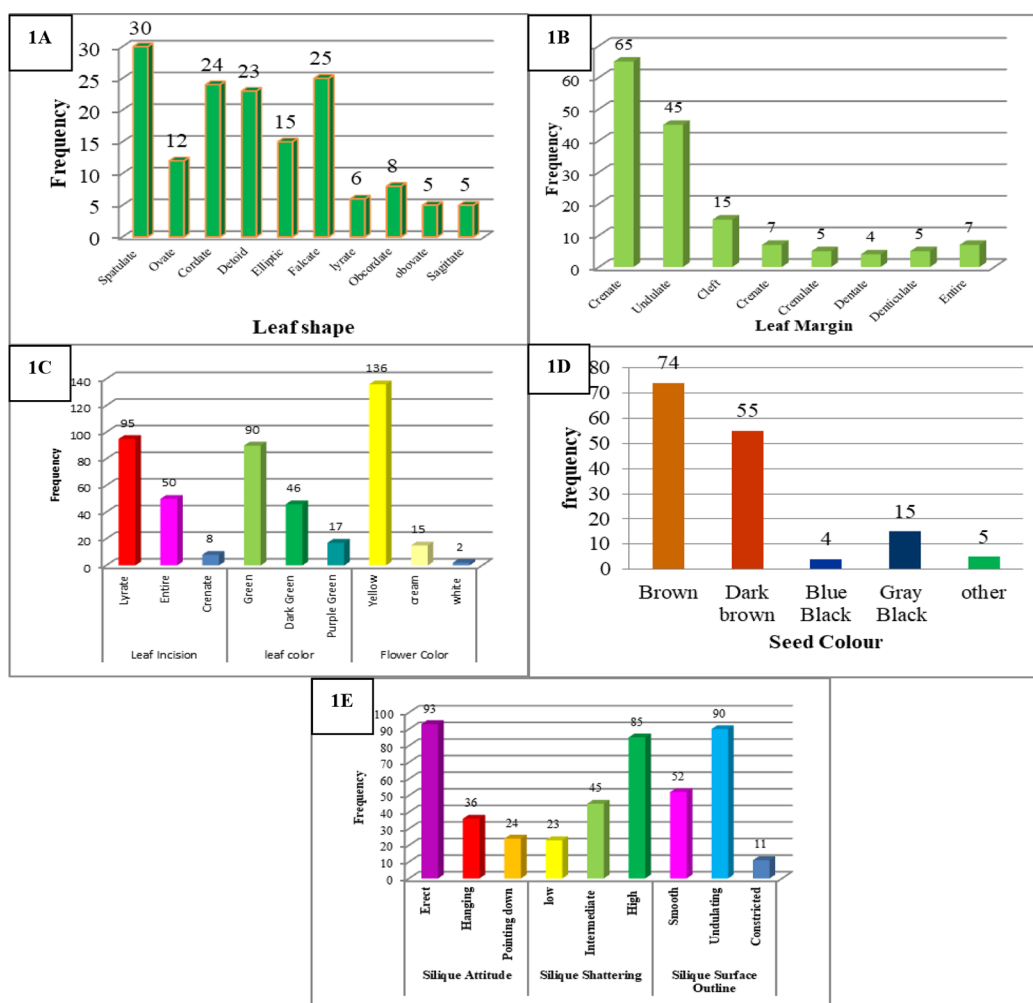 1A
30
12
24
23
15
25
6
8
5
5
30
25
20
15
10
5
0
Frequency
Spatulate
Ovate
Cordate
Detoid
Elliptic
Falcate
lyrate
Obcordate
obovate
Sagittate
Leaf shape
1B
65
45
15
7
5
4
5
7
60
50
40
30
20
10
0
Frequency
Crenate
Undulate
Cleft
Crenate
Crenulate
Dentate
Denticulate
Entire
Leaf Margin
1C
95
50
8
90
46
17
136
15
2
140
120
100
80
60
40
20
0
Frequency
Lyrate
Entire
Crenate
Green
Dark Green
Purple Green
Yellow
cream
white
Leaf Incision
leaf color
Flower Color
1D
74
55
4
15
5
80
70
60
50
40
30
20
10
0
frequency
Brown
Dark brown
Blue Black
Gray Black
other
Seed Colour
1E
93
36
24
23
45
85
52
90
11
100
90
80
70
60
50
40
30
20
10
0
Frequency
Erect
Hanging
Pointing down
low
Intermediate
High
Smooth
Undulating
Constricted
Silique Attitude
Silique Shattering
Silique Surface
Outline